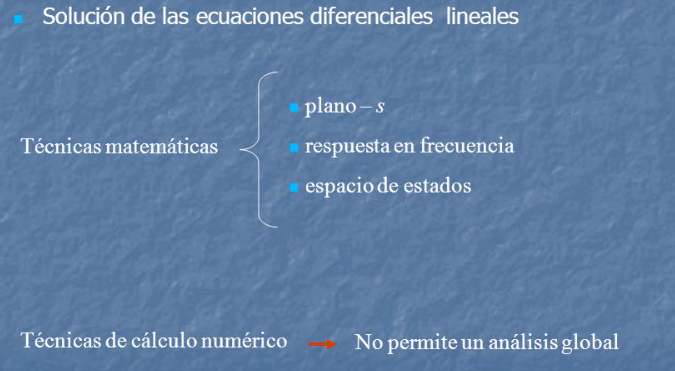 Solución de las ecuaciones diferenciales lineales
plano – s
Técnicas matemáticas
respuesta en frecuencia
espacio de estados
Técnicas de cálculo numérico
No permite un análisis global